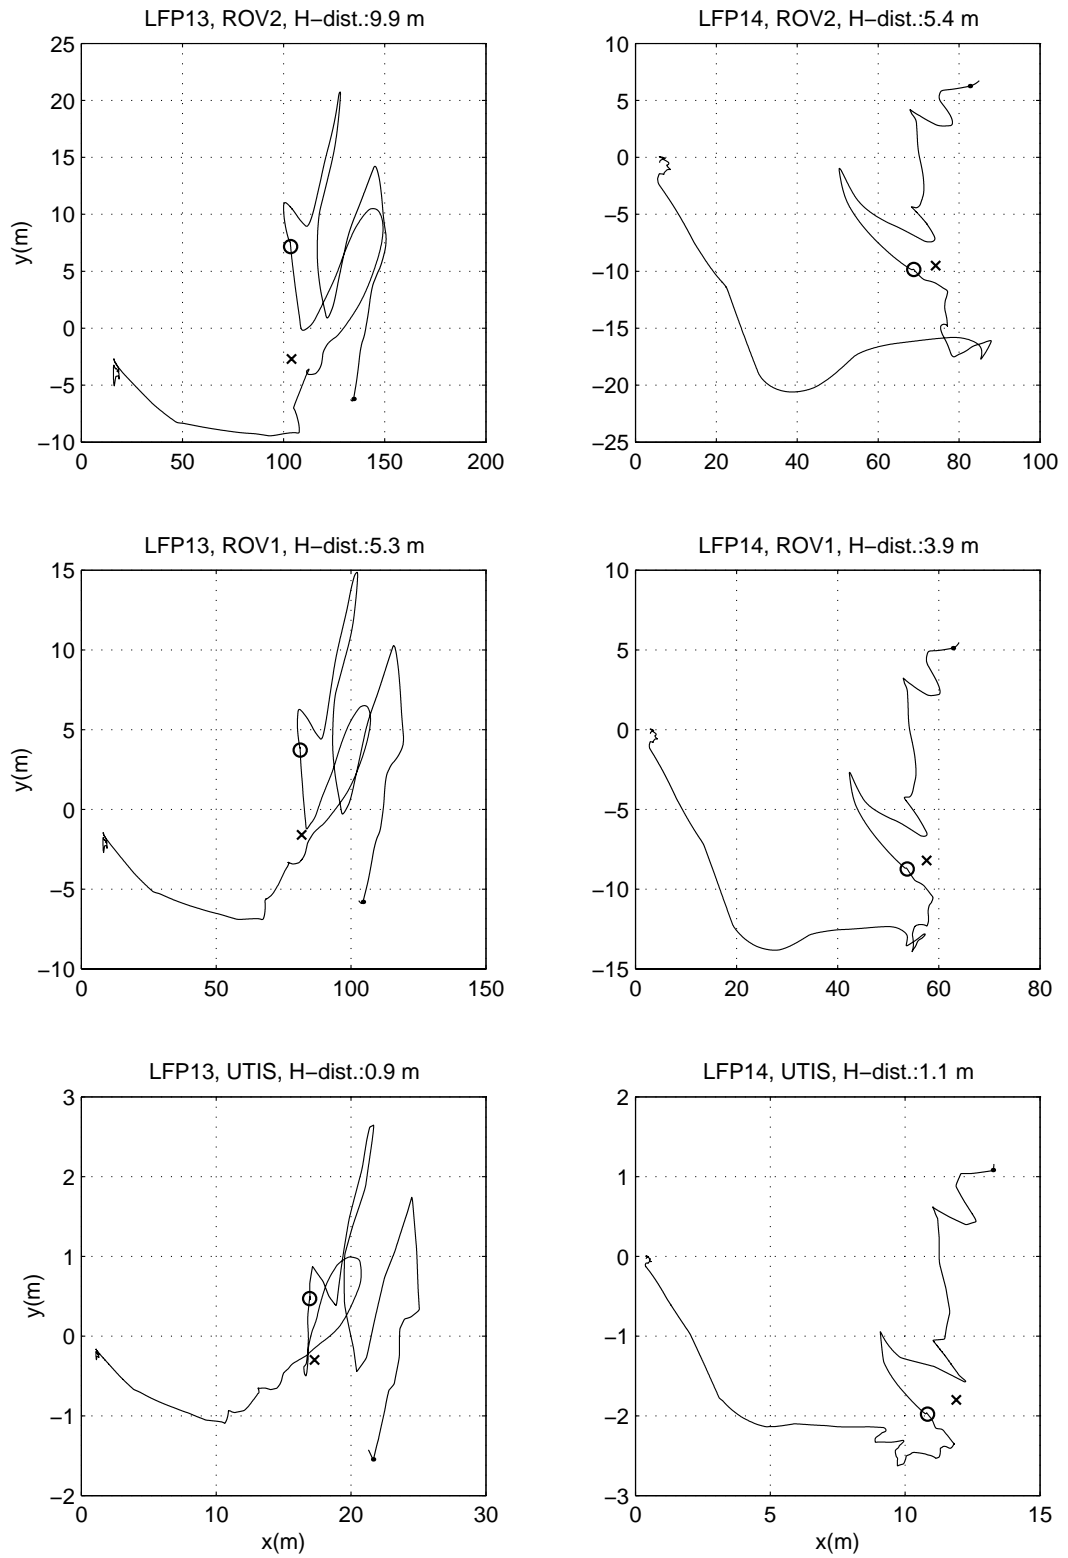 LFP13, ROV2, H−dist.:9.9 m
25
20
15
10
5
0
−5
−10
y(m)
0 50 100 150 200
LFP14, ROV2, H−dist.:5.4 m
10
5
0
−5
−10
−15
−20
−25
0 20 40 60 80 100
LFP13, ROV1, H−dist.:5.3 m
15
10
5
0
−5
−10
y(m)
0 50 100 150
LFP14, ROV1, H−dist.:3.9 m
10
5
0
−5
−10
−15
0 20 40 60 80
LFP13, UTIS, H−dist.:0.9 m
3
2
1
0
−1
−2
y(m)
0 10 20 30
x(m)
LFP14, UTIS, H−dist.:1.1 m
2
1
0
−1
−2
−3
0 5 10 15
x(m)